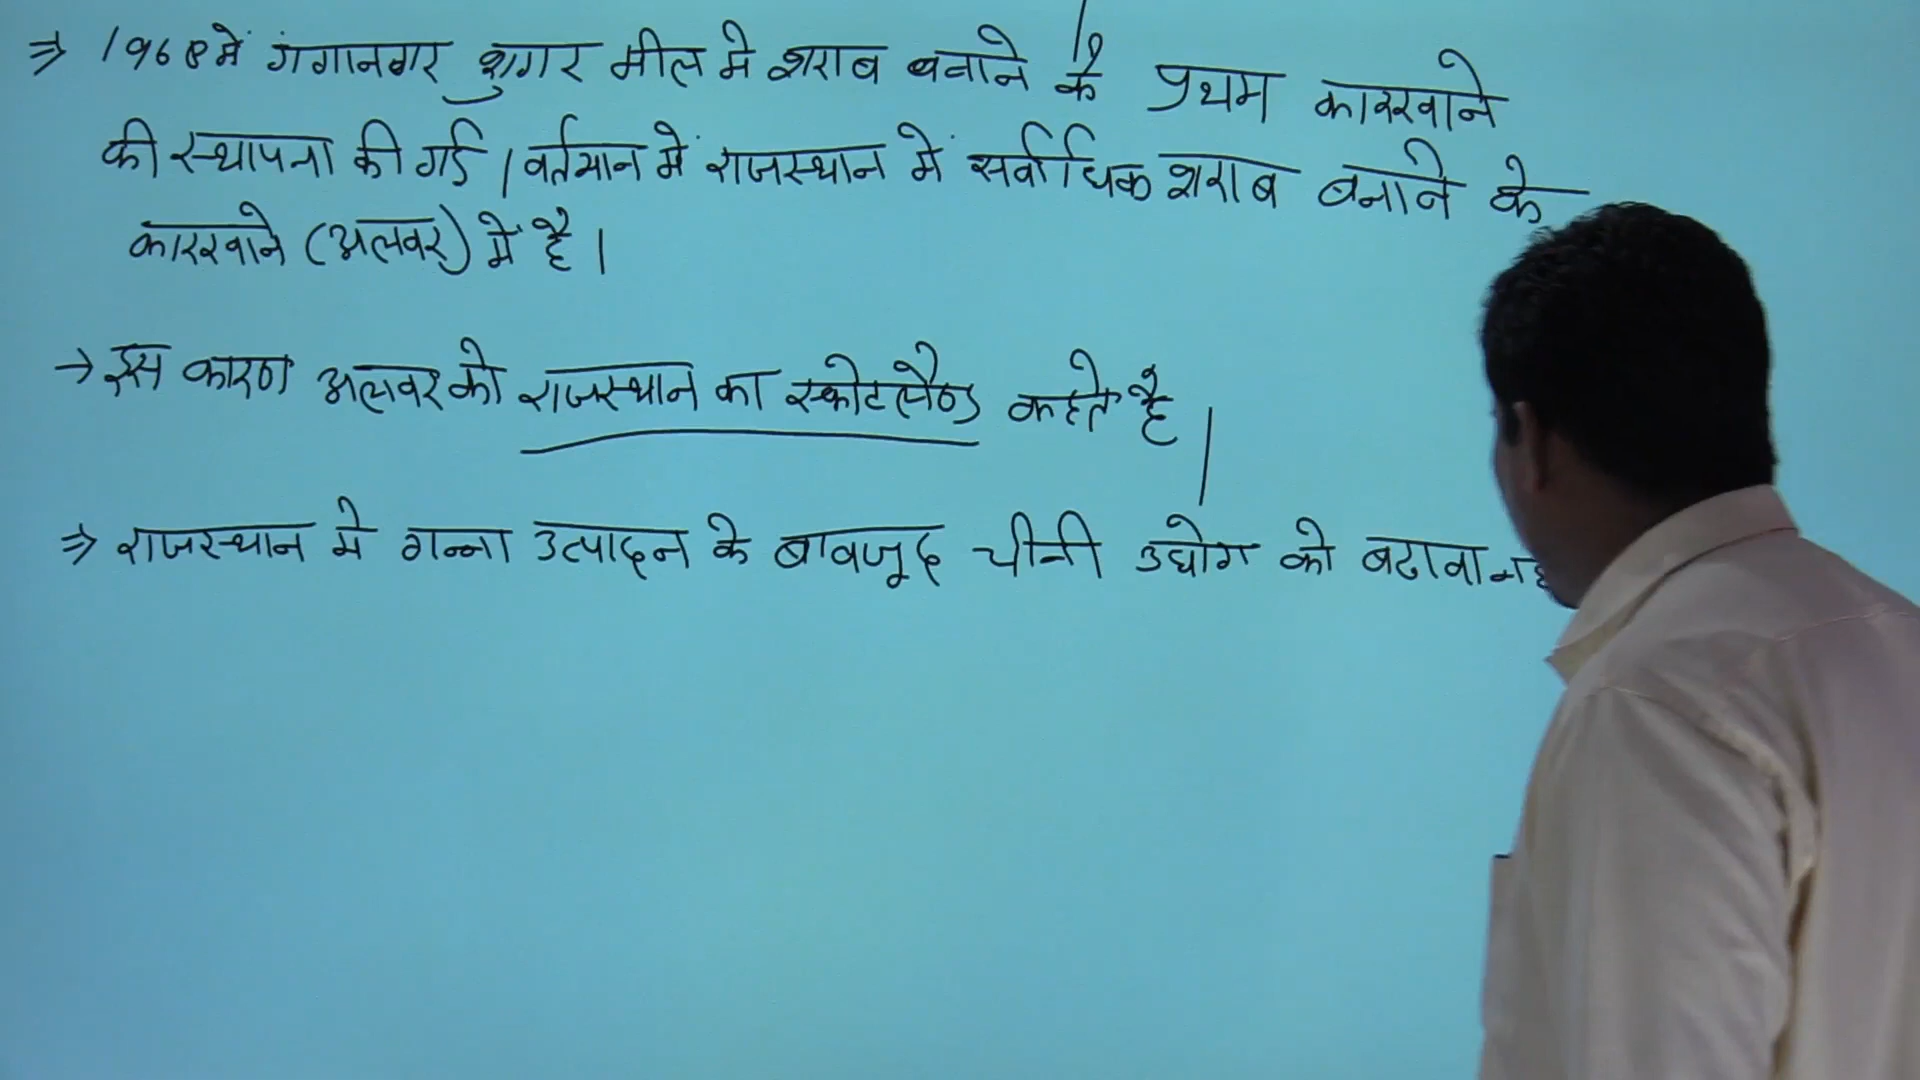 ⇒ 1968 में गंगानगर शुगर मील मे शराब बनाने के प्रथम कारखाने
की स्थापना की गई। वर्तमान में राजस्थान में सर्वाधिक शराब बनाने के
कारखाने (अलवर) में है।
→ इस कारण अलवर को राजस्थान का स्कोटलैण्ड कहते है।
⇒ राजस्थान मे गन्ना उत्पादन के बावजूद चीनी उद्योग को बढावा